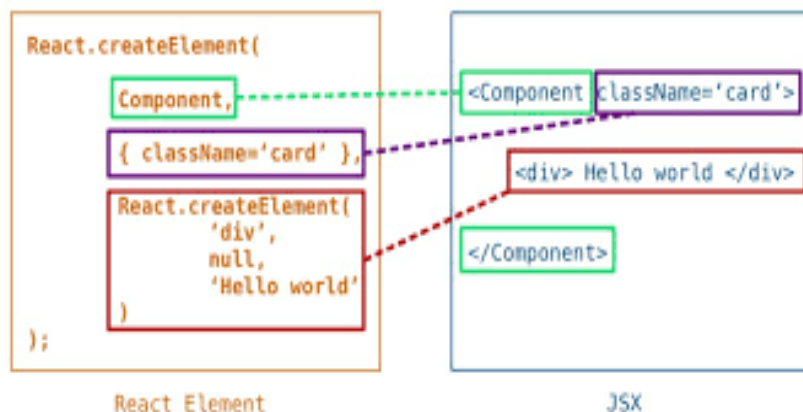 React.createElement(
Component,
{ className='card' },
React.createElement(
'div',
null,
'Hello world'
)
);
React Element
<Component className='card'>
<div> Hello world </div>
</Component>
JSX